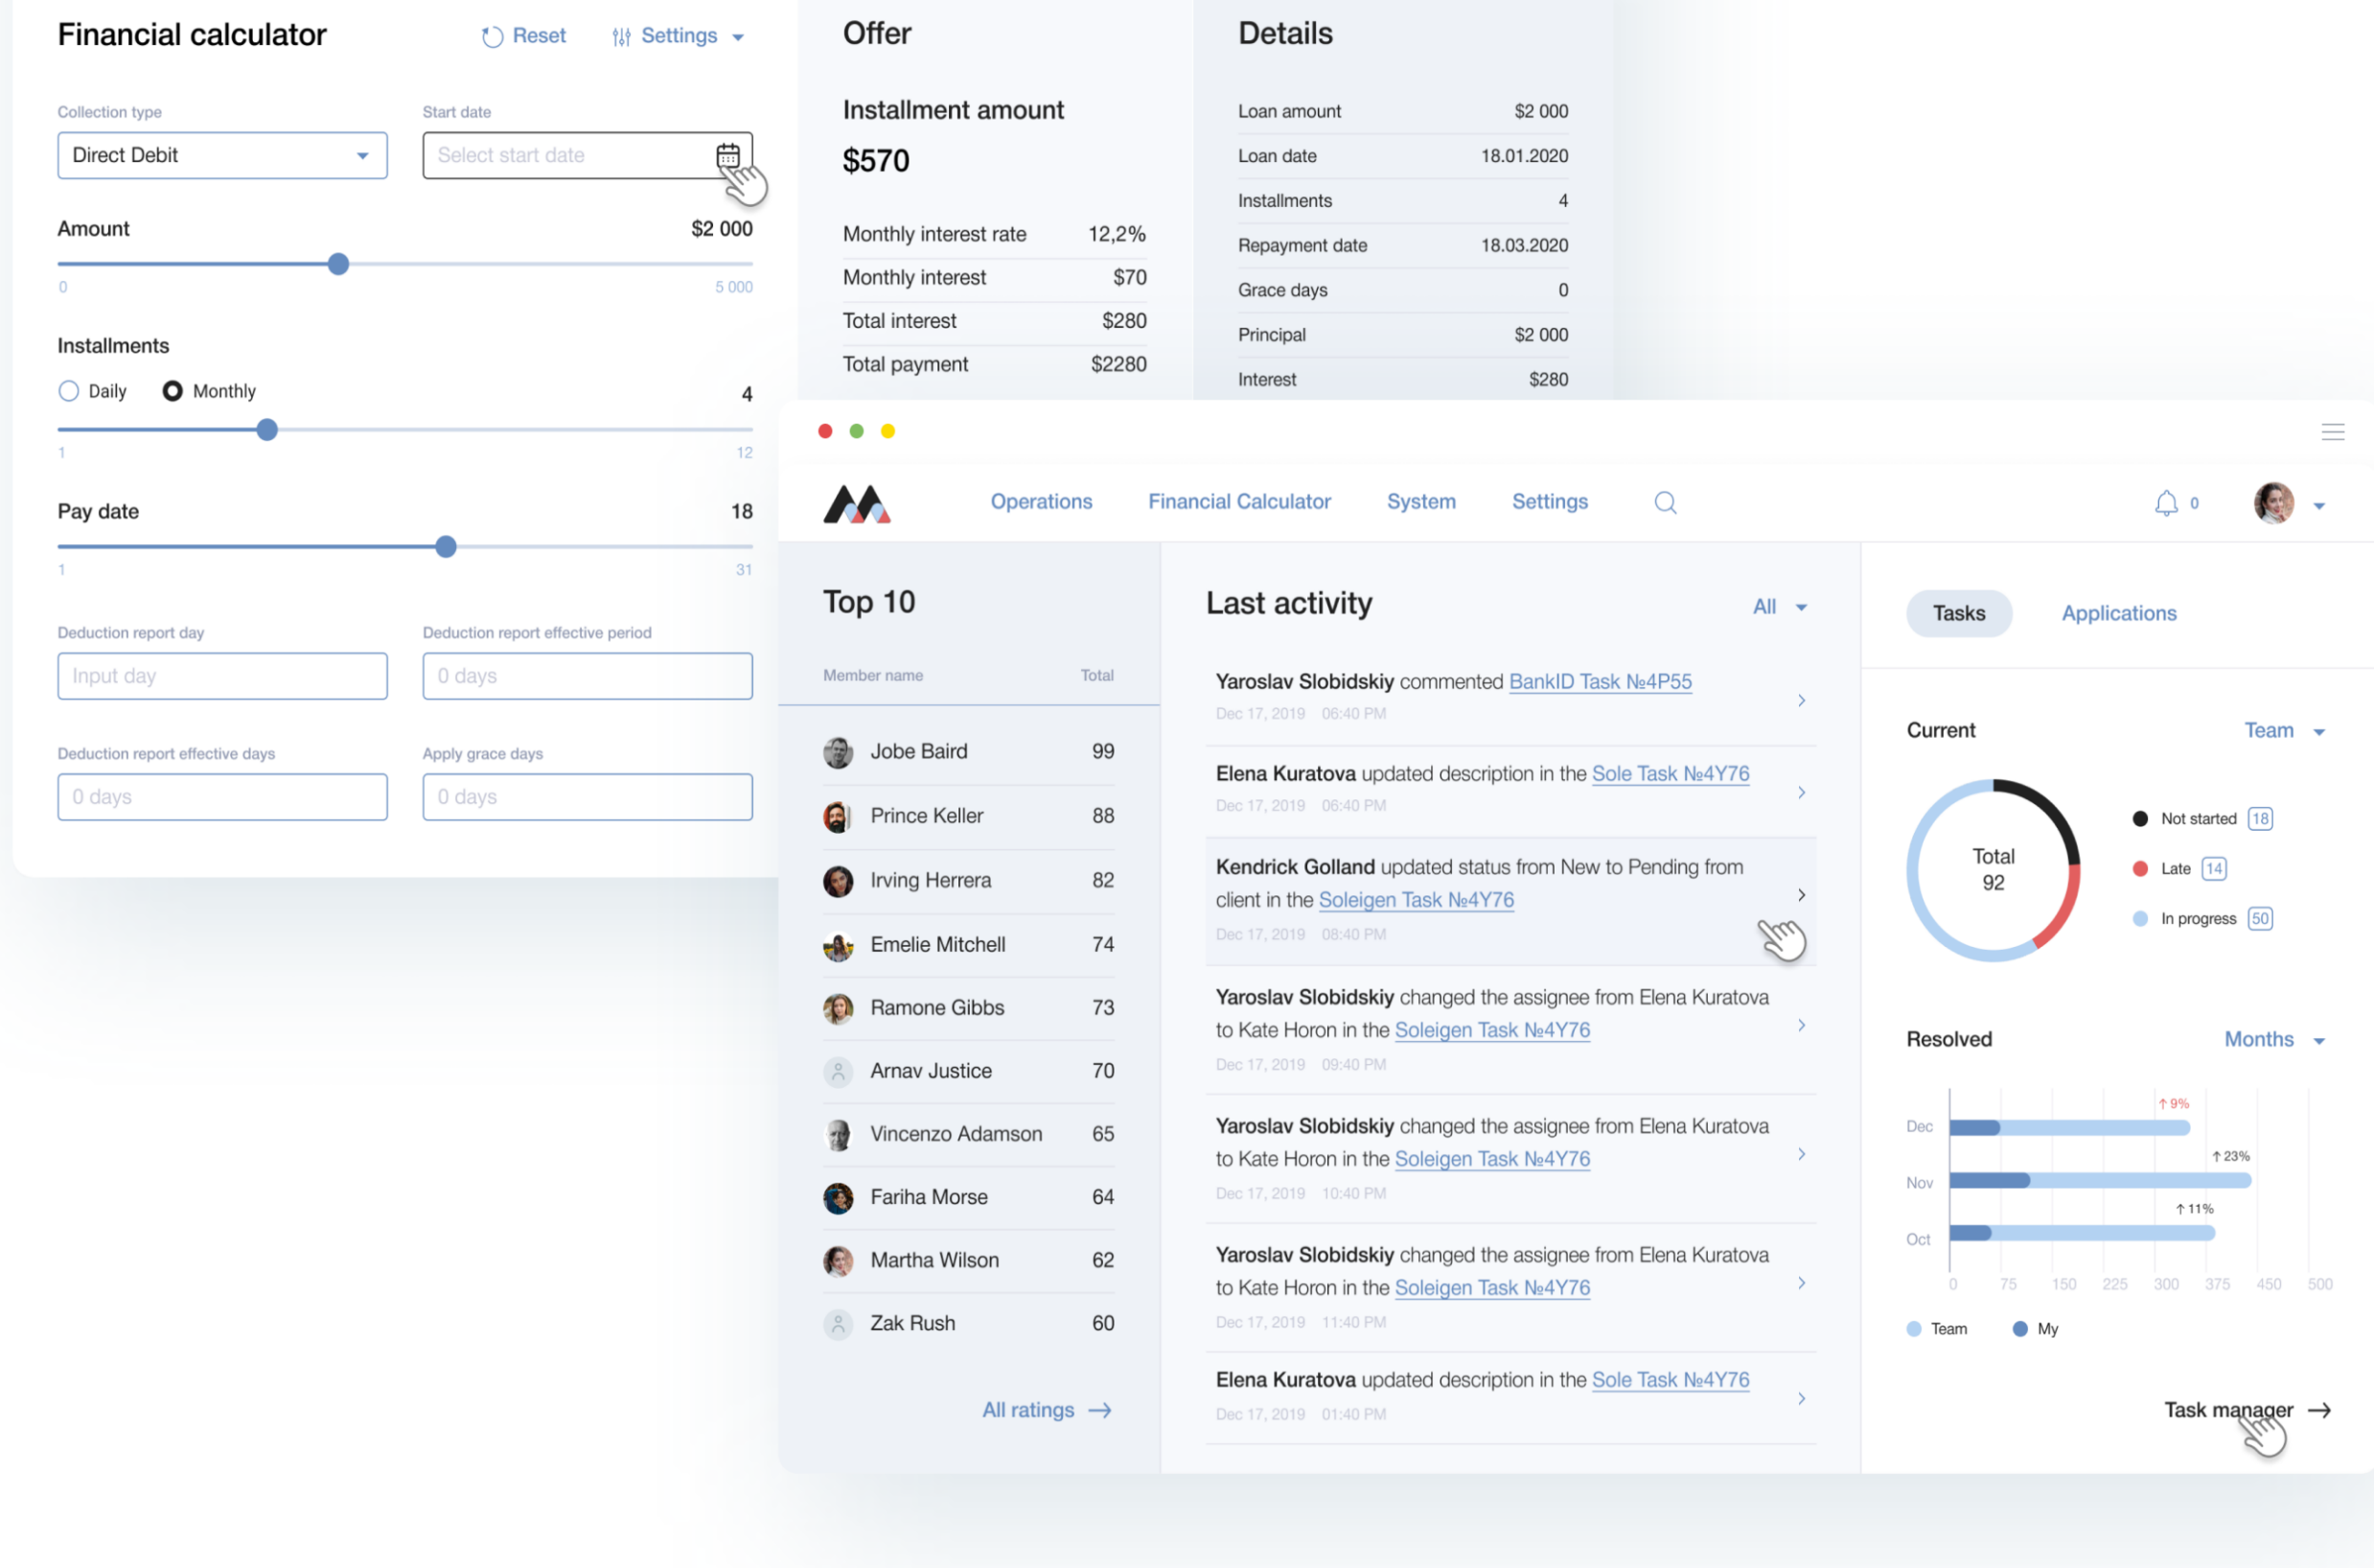 Financial calculator
Reset
Settings
Collection type
Start date
Direct Debit
Select start date
Amount
$2 000
0
5 000
Installments
Daily
Monthly
4
1
12
Pay date
18
1
31
Deduction report day
Deduction report effective period
Input day
0 days
Deduction report effective days
Apply grace days
0 days
0 days
Offer
Installment amount
$570
Monthly interest rate 12,2%
Monthly interest $70
Total interest $280
Total payment $2280
Details
Loan amount $2 000
Loan date 18.01.2020
Installments 4
Repayment date 18.03.2020
Grace days 0
Principal $2 000
Interest $280
Operations
Financial Calculator
System
Settings
0
Top 10
Member name Total
Jobe Baird 99
Prince Keller 88
Irving Herrera 82
Emelie Mitchell 74
Ramone Gibbs 73
Arnav Justice 70
Vincenzo Adamson 65
Fariha Morse 64
Martha Wilson 62
Zak Rush 60
All ratings →
Last activity
All
Yaroslav Slobidskiy commented BankID Task №4P55
Dec 17, 2019 06:40 PM
Elena Kuratova updated description in the Sole Task №4Y76
Dec 17, 2019 06:40 PM
Kendrick Golland updated status from New to Pending from
client in the Soleigen Task №4Y76
Dec 17, 2019 08:40 PM
Yaroslav Slobidskiy changed the assignee from Elena Kuratova
to Kate Horon in the Soleigen Task №4Y76
Dec 17, 2019 09:40 PM
Yaroslav Slobidskiy changed the assignee from Elena Kuratova
to Kate Horon in the Soleigen Task №4Y76
Dec 17, 2019 10:40 PM
Yaroslav Slobidskiy changed the assignee from Elena Kuratova
to Kate Horon in the Soleigen Task №4Y76
Dec 17, 2019 11:40 PM
Elena Kuratova updated description in the Sole Task №4Y76
Dec 17, 2019 01:40 PM
Tasks
Applications
Current
Team
Total
92
Not started 18
Late 14
In progress 50
Resolved
Months
↑9%
Dec
↑23%
Nov
↑11%
Oct
0 75 150 225 300 375 450 500
Team
My
Task manager →